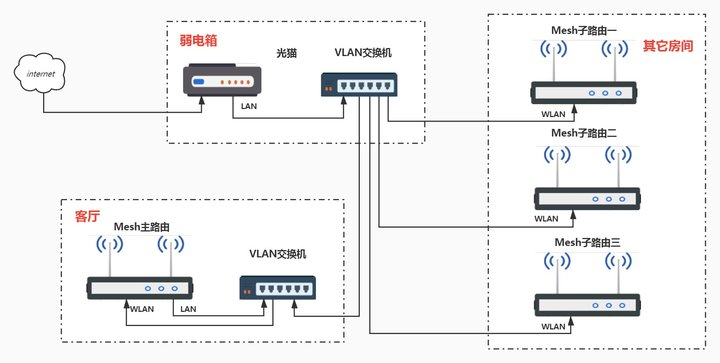 弱电箱
光猫
VLAN交换机
internet
LAN
Mesh子路由一
其它房间
WLAN
Mesh子路由二
WLAN
Mesh子路由三
WLAN
客厅
Mesh主路由
VLAN交换机
WLAN
LAN